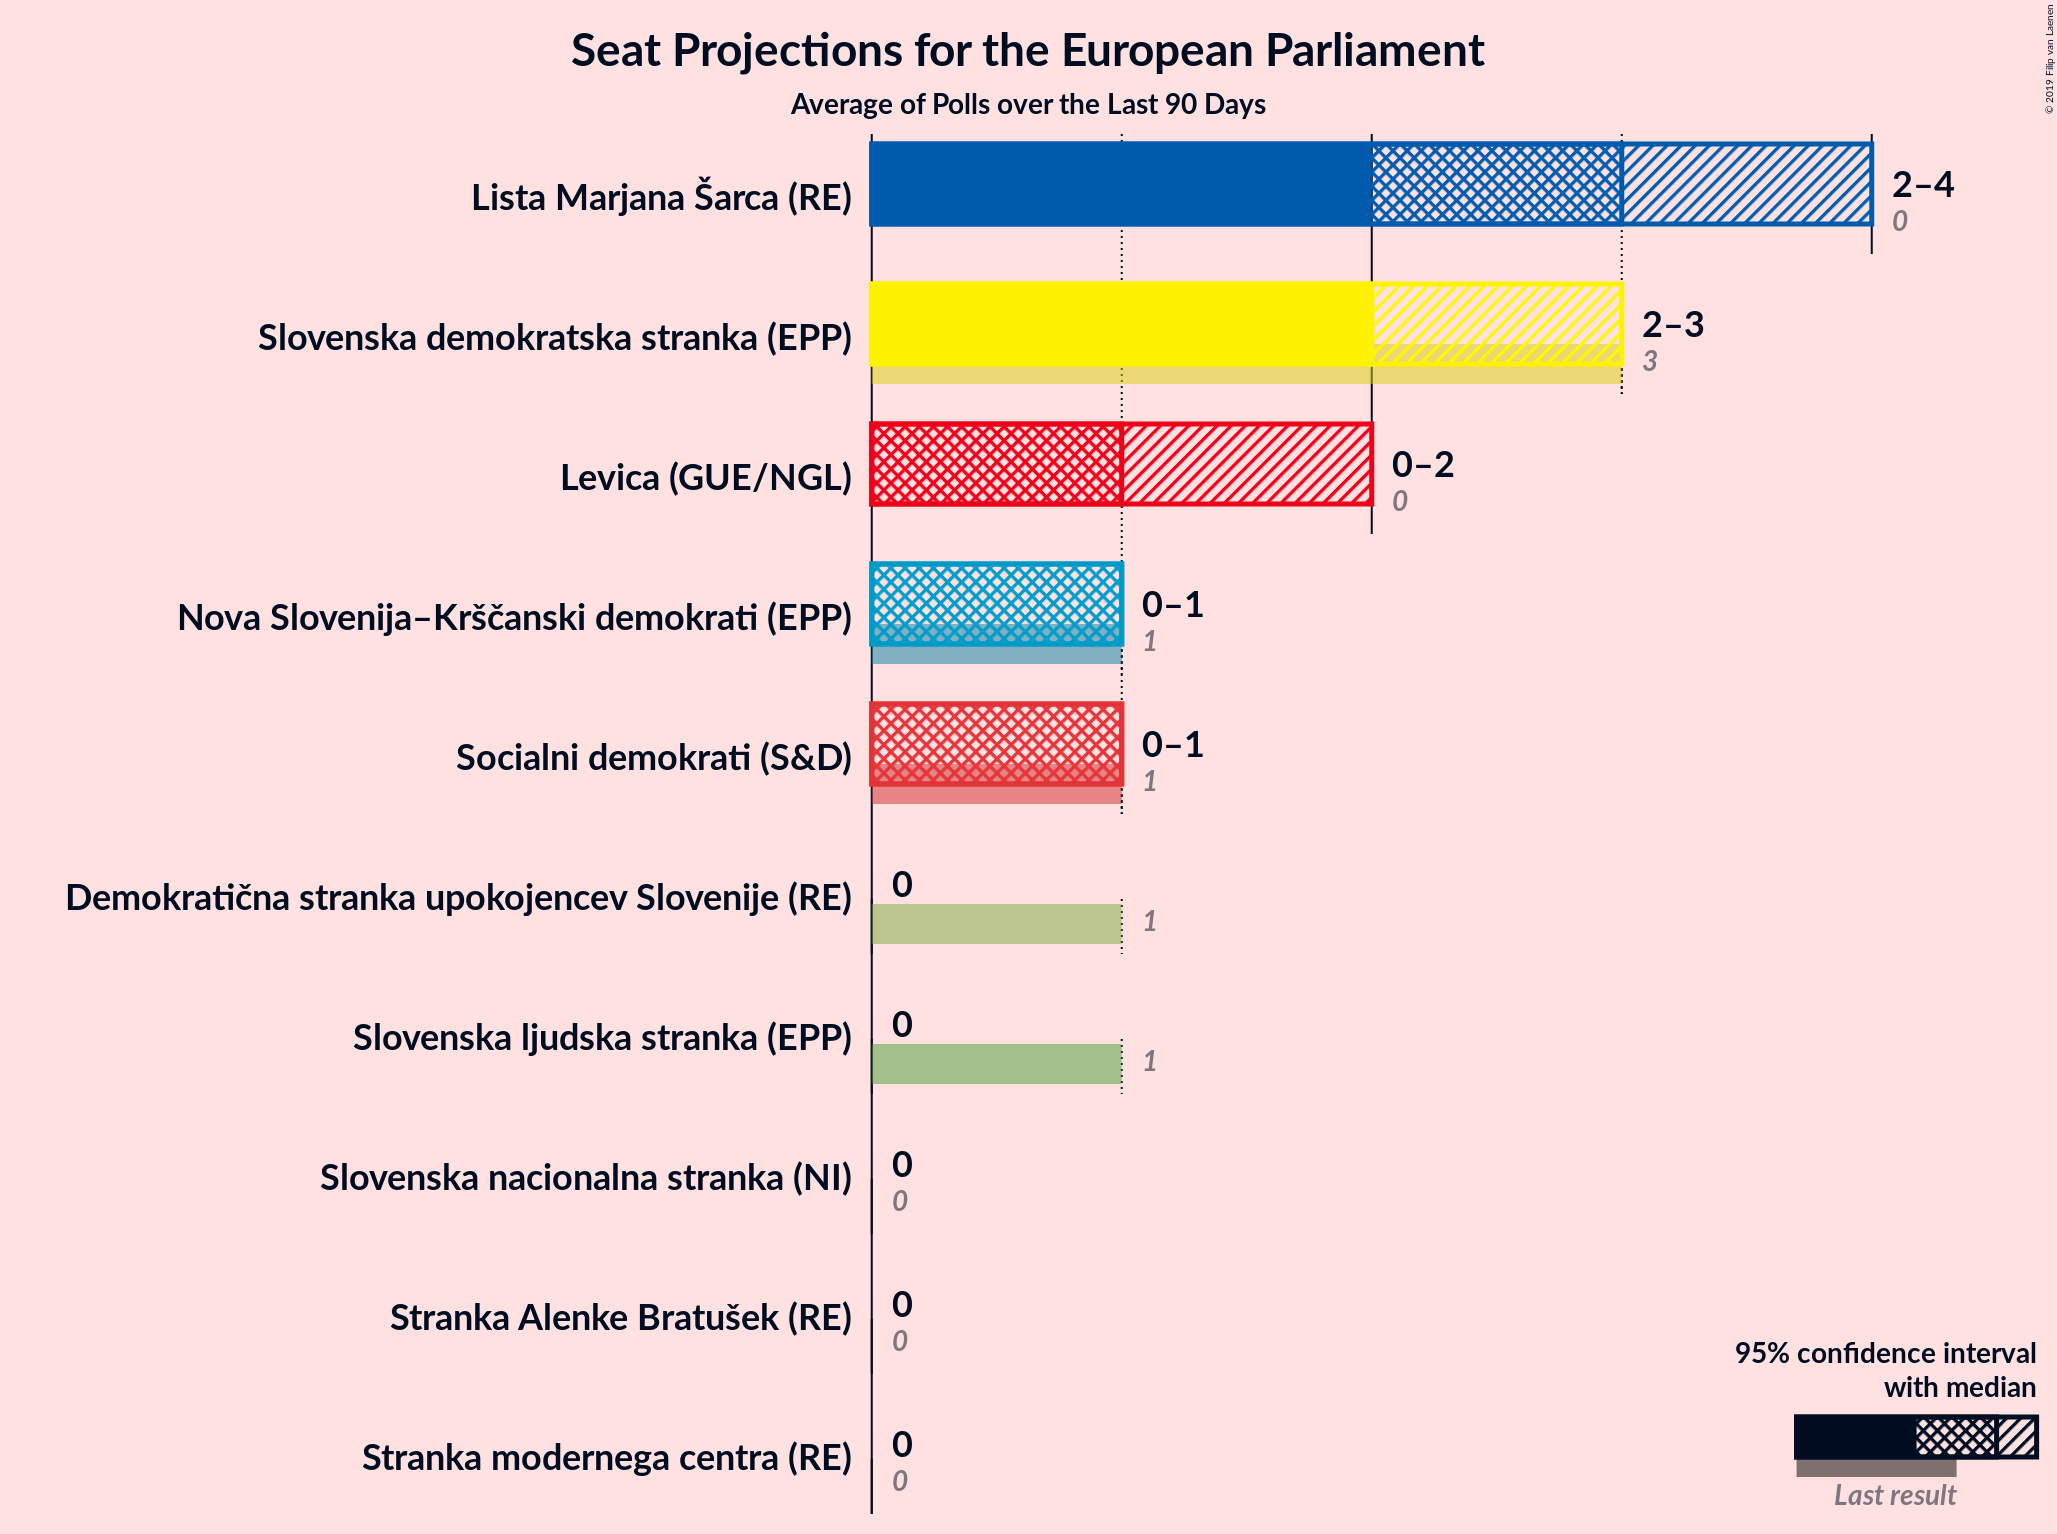 Seat Projections for the European Parliament
Average of Polls over the Last 90 Days
© 2019 Filip van Laenen
Lista Marjana Šarca (RE)
2–4
0
Slovenska demokratska stranka (EPP)
2–3
3
Levica (GUE/NGL)
0–2
0
Nova Slovenija–Krščanski demokrati (EPP)
0–1
1
Socialni demokrati (S&D)
0–1
1
Demokratična stranka upokojencev Slovenije (RE)
0
1
Slovenska ljudska stranka (EPP)
0
1
Slovenska nacionalna stranka (NI)
0
0
Stranka Alenke Bratušek (RE)
0
0
Stranka modernega centra (RE)
0
0
95% confidence interval
with median
Last result